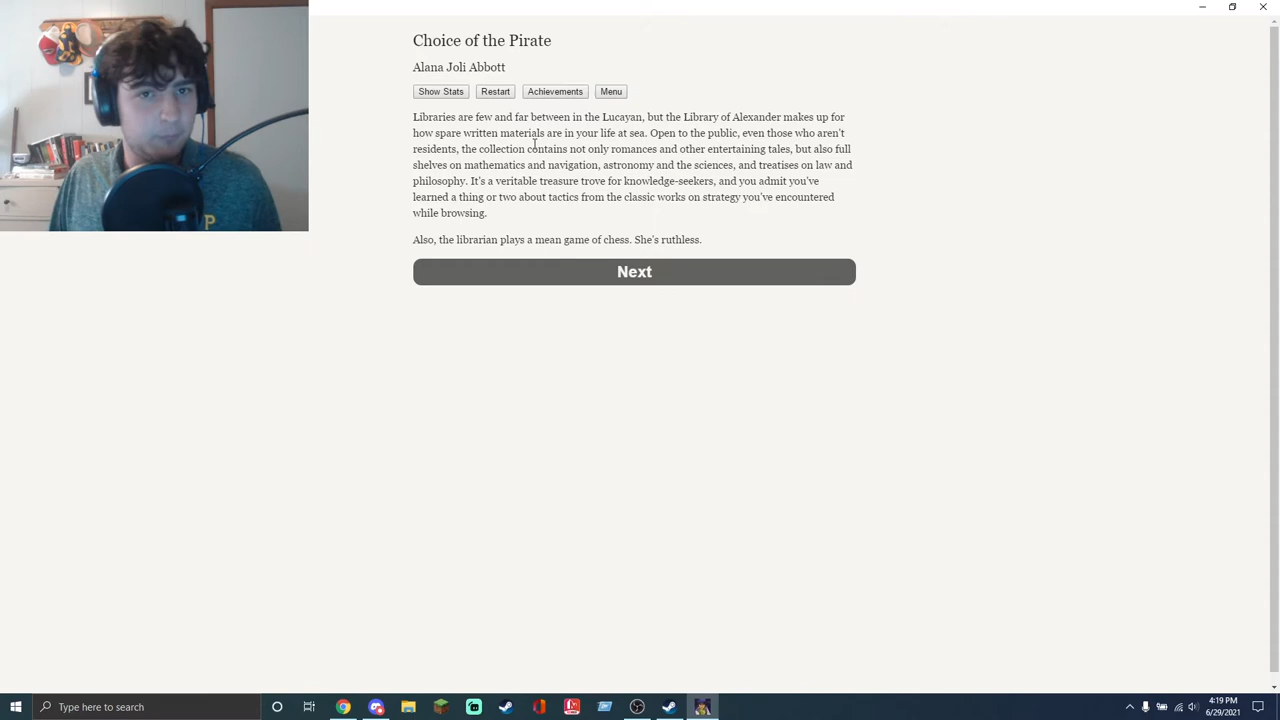 Choice of the Pirate
Alana Joli Abbott
Show Stats Restart Achievements Menu
Libraries are few and far between in the Lucayan, but the Library of Alexander makes up for
how spare written materials are in your life at sea. Open to the public, even those who aren't
residents, the collection contains not only romances and other entertaining tales, but also full
shelves on mathematics and navigation, astronomy and the sciences, and treatises on law and
philosophy. It's a veritable treasure trove for knowledge-seekers, and you admit you've
learned a thing or two about tactics from the classic works on strategy you've encountered
while browsing.
Also, the librarian plays a mean game of chess. She's ruthless.
Next
P
Type here to search
4:19 PM
6/29/2021